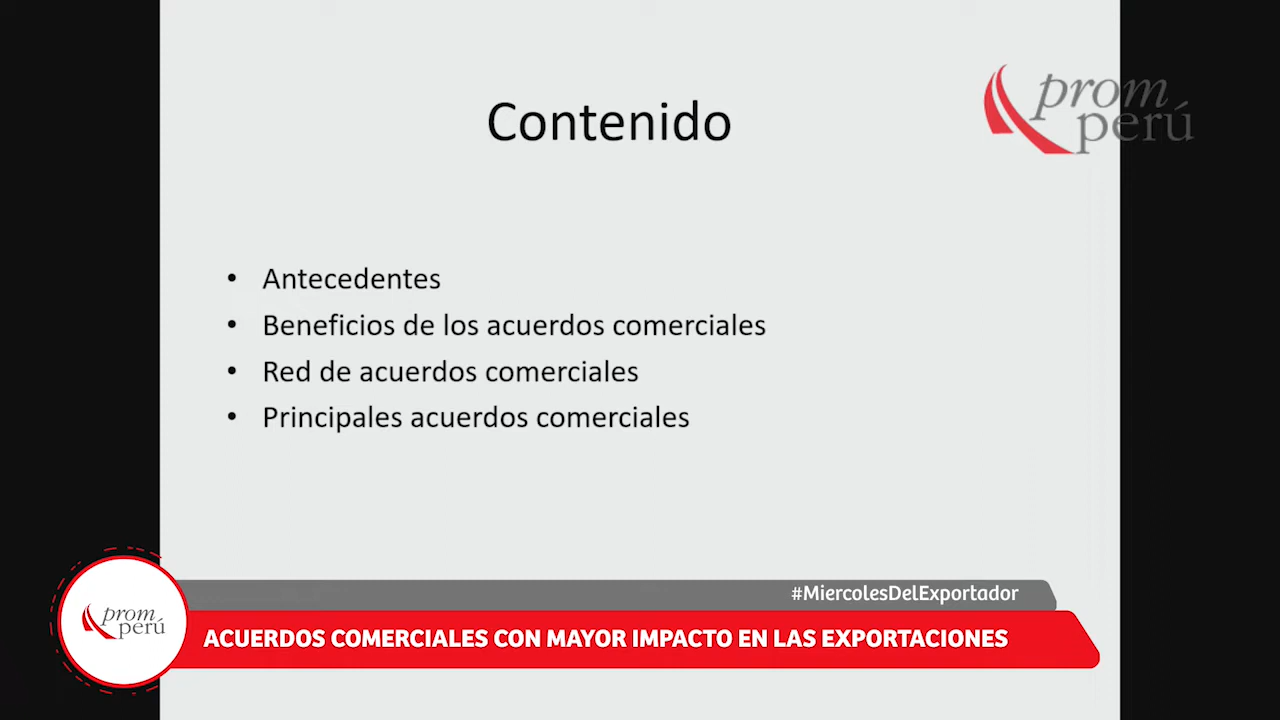 Contenido
prom
perú
• Antecedentes
• Beneficios de los acuerdos comerciales
• Red de acuerdos comerciales
• Principales acuerdos comerciales
#MiercolesDelExportador
prom
perú
ACUERDOS COMERCIALES CON MAYOR IMPACTO EN LAS EXPORTACIONES